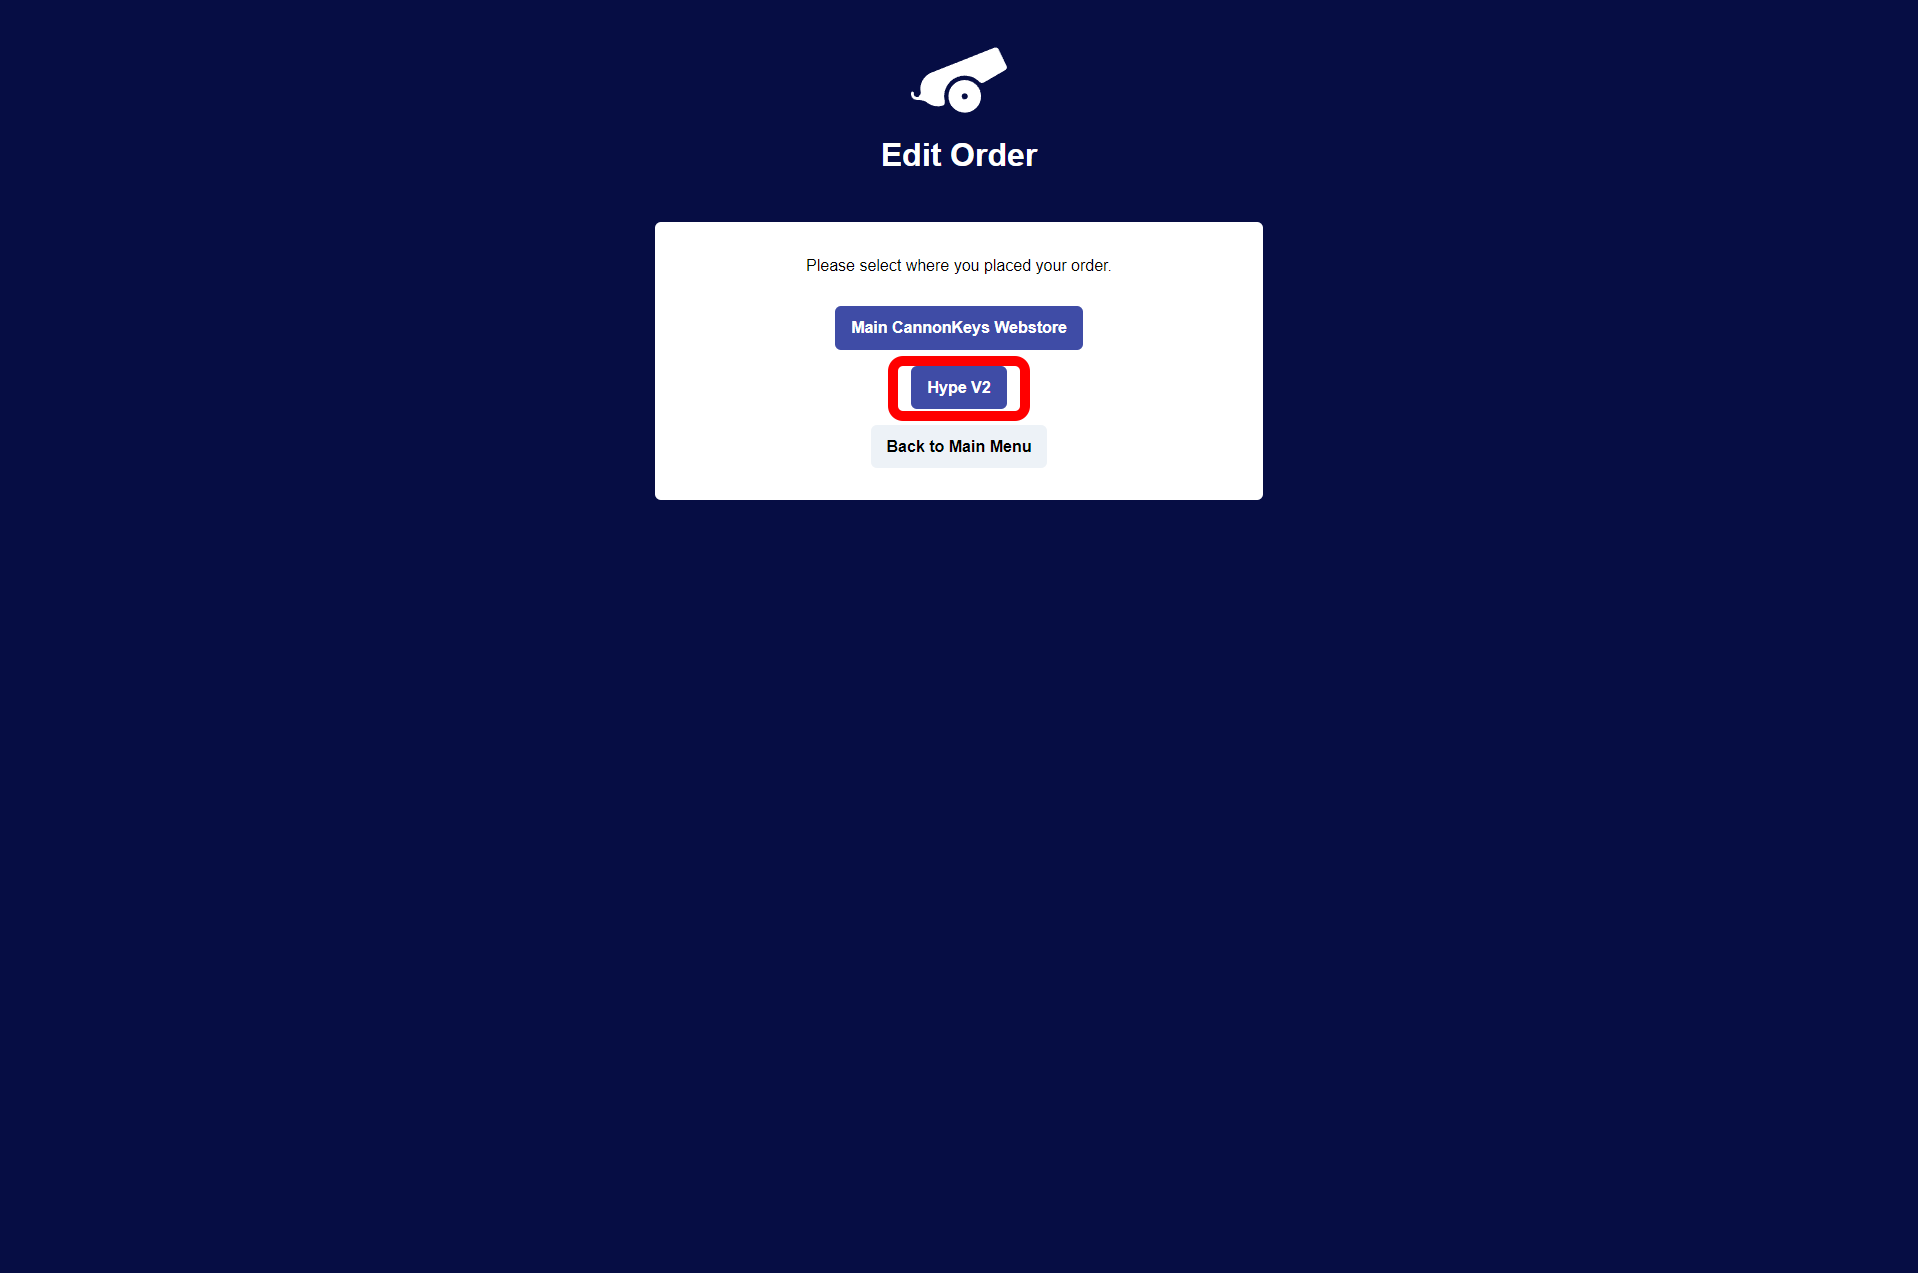 Edit Order
Please select where you placed your order.
Main CannonKeys Webstore
Hype V2
Back to Main Menu